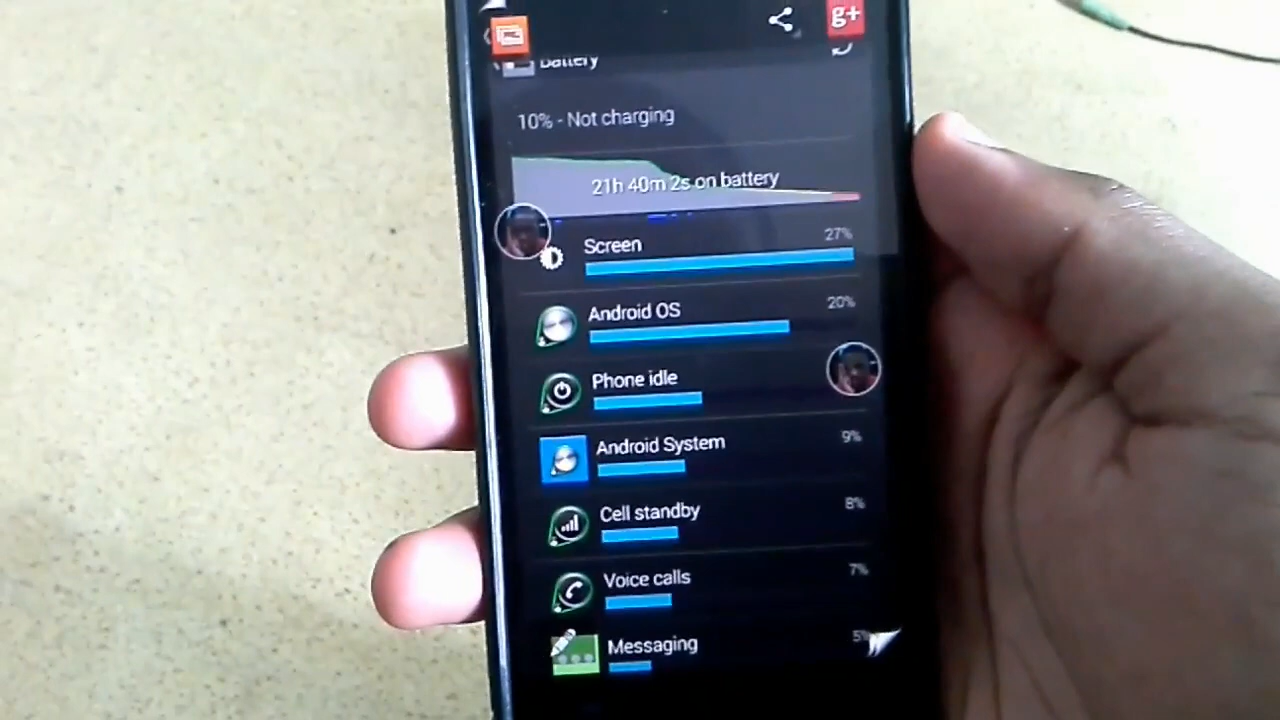 g+
Battery
10% - Not charging
21h 40m 2s on battery
Screen 27%
Android OS 20%
Phone idle
Android System 9%
Cell standby 8%
Voice calls 7%
Messaging 5%